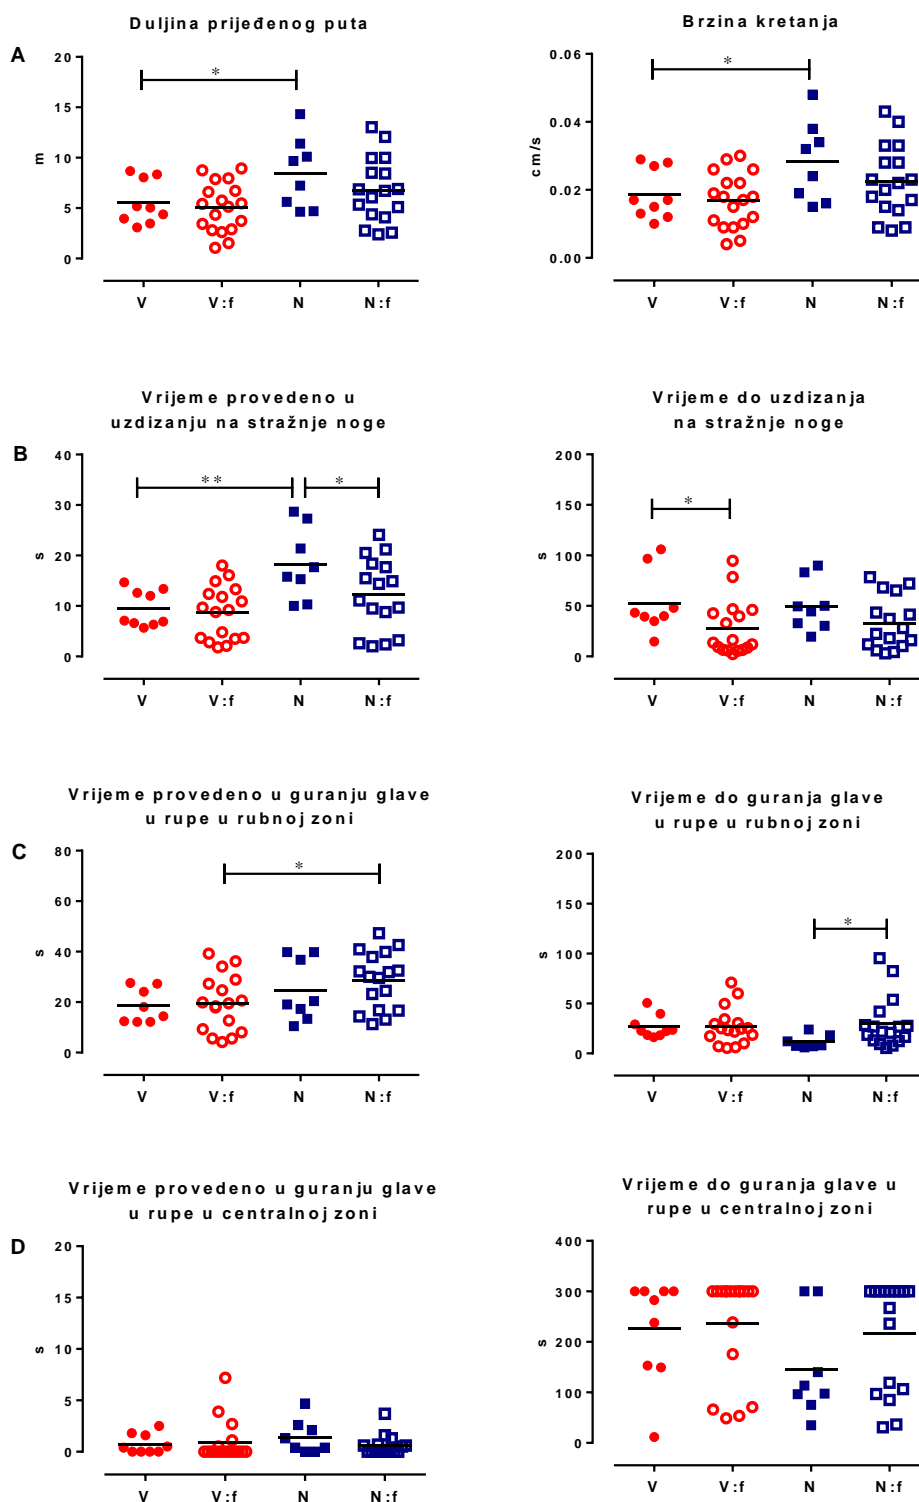 Duljina prijeđenog puta
A
20
*
15
m
10
5
0
V V:f N N:f
Brzina kretanja
0.06
*
0.04
cm/s
0.02
0.00
V V:f N N:f
Vrijeme provedeno u
uzdizanju na stražnje noge
B
40
** *
30
s
20
10
0
V V:f N N:f
Vrijeme do uzdizanja
na stražnje noge
200
150
*
s
100
50
0
V V:f N N:f
Vrijeme provedeno u guranju glave
u rupe u rubnoj zoni
C
80
*
60
s
40
20
0
V V:f N N:f
Vrijeme do guranja glave
u rupe u rubnoj zoni
200
150
*
s
100
50
0
V V:f N N:f
Vrijeme provedeno u guranju glave
u rupe u centralnoj zoni
D
20
15
s
10
5
0
V V:f N N:f
Vrijeme do guranja glave u
rupe u centralnoj zoni
400
300
s
200
100
0
V V:f N N:f